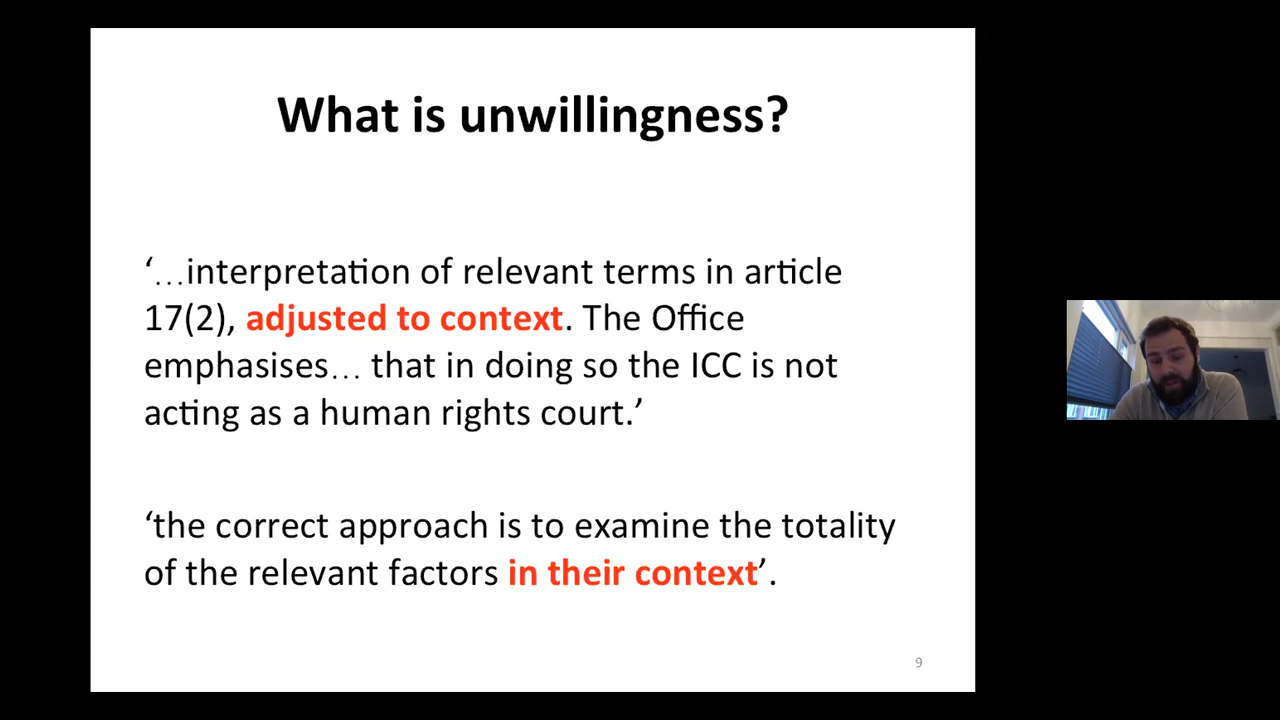 What is unwillingness?
‘…interpretation of relevant terms in article
17(2), adjusted to context. The Office
emphasises… that in doing so the ICC is not
acting as a human rights court.’
‘the correct approach is to examine the totality
of the relevant factors in their context’.
9